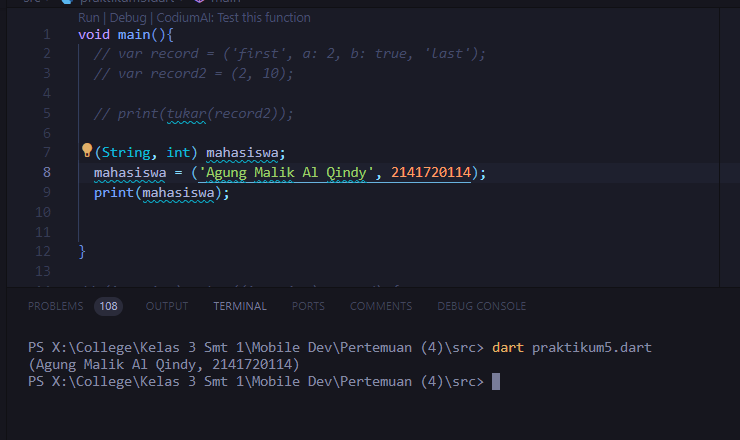 src > praktikum5.dart > main
Run | Debug | CodiumAI: Test this function
1 void main(){
2 // var record = ('first', a: 2, b: true, 'last');
3 // var record2 = (2, 10);
4
5 // print(tukar(record2));
6
7 (String, int) mahasiswa;
8 mahasiswa = ('Agung Malik Al Qindy', 2141720114);
9 print(mahasiswa);
10
11
12 }
13
PROBLEMS 108 OUTPUT TERMINAL PORTS COMMENTS DEBUG CONSOLE
PS X:\College\Kelas 3 Smt 1\Mobile Dev\Pertemuan (4)\src> dart praktikum5.dart
(Agung Malik Al Qindy, 2141720114)
PS X:\College\Kelas 3 Smt 1\Mobile Dev\Pertemuan (4)\src>